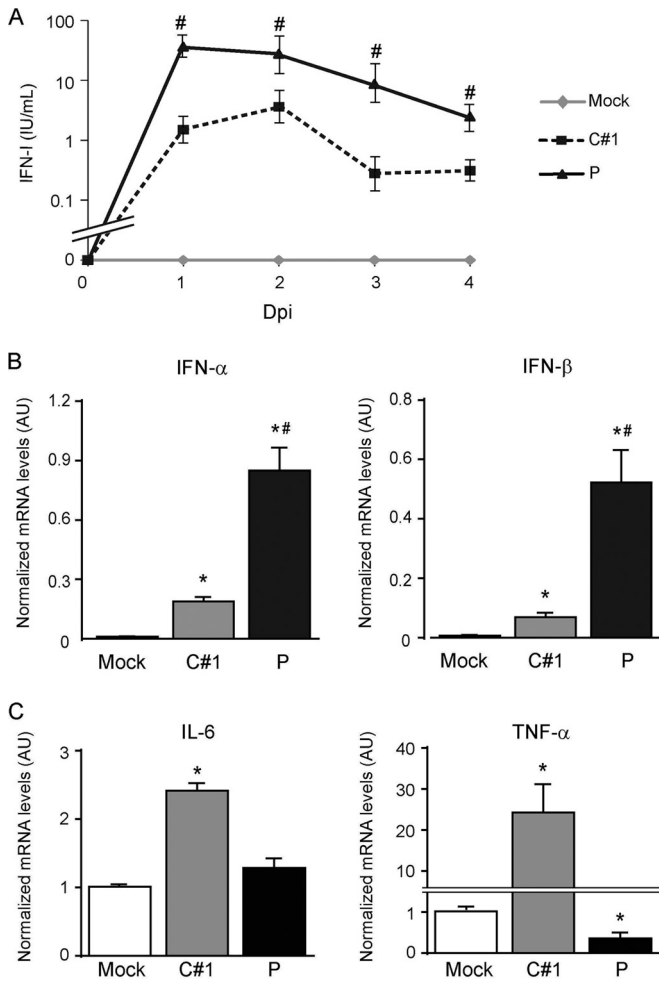 A
IFN-I (IU/mL)
100
10
1
0.1
0
# # # #
0 1 2 3 4
Dpi
Mock
C#1
P
B
IFN-α
Normalized mRNA levels (AU)
1.2
0.9
0.6
0.3
0
*
*#
Mock C#1 P
IFN-β
Normalized mRNA levels (AU)
0.8
0.6
0.4
0.2
0
*
*#
Mock C#1 P
C
IL-6
Normalized mRNA levels (AU)
3
2
1
0
*
Mock C#1 P
TNF-α
Normalized mRNA levels (AU)
40
30
20
10
1
0
*
*
Mock C#1 P